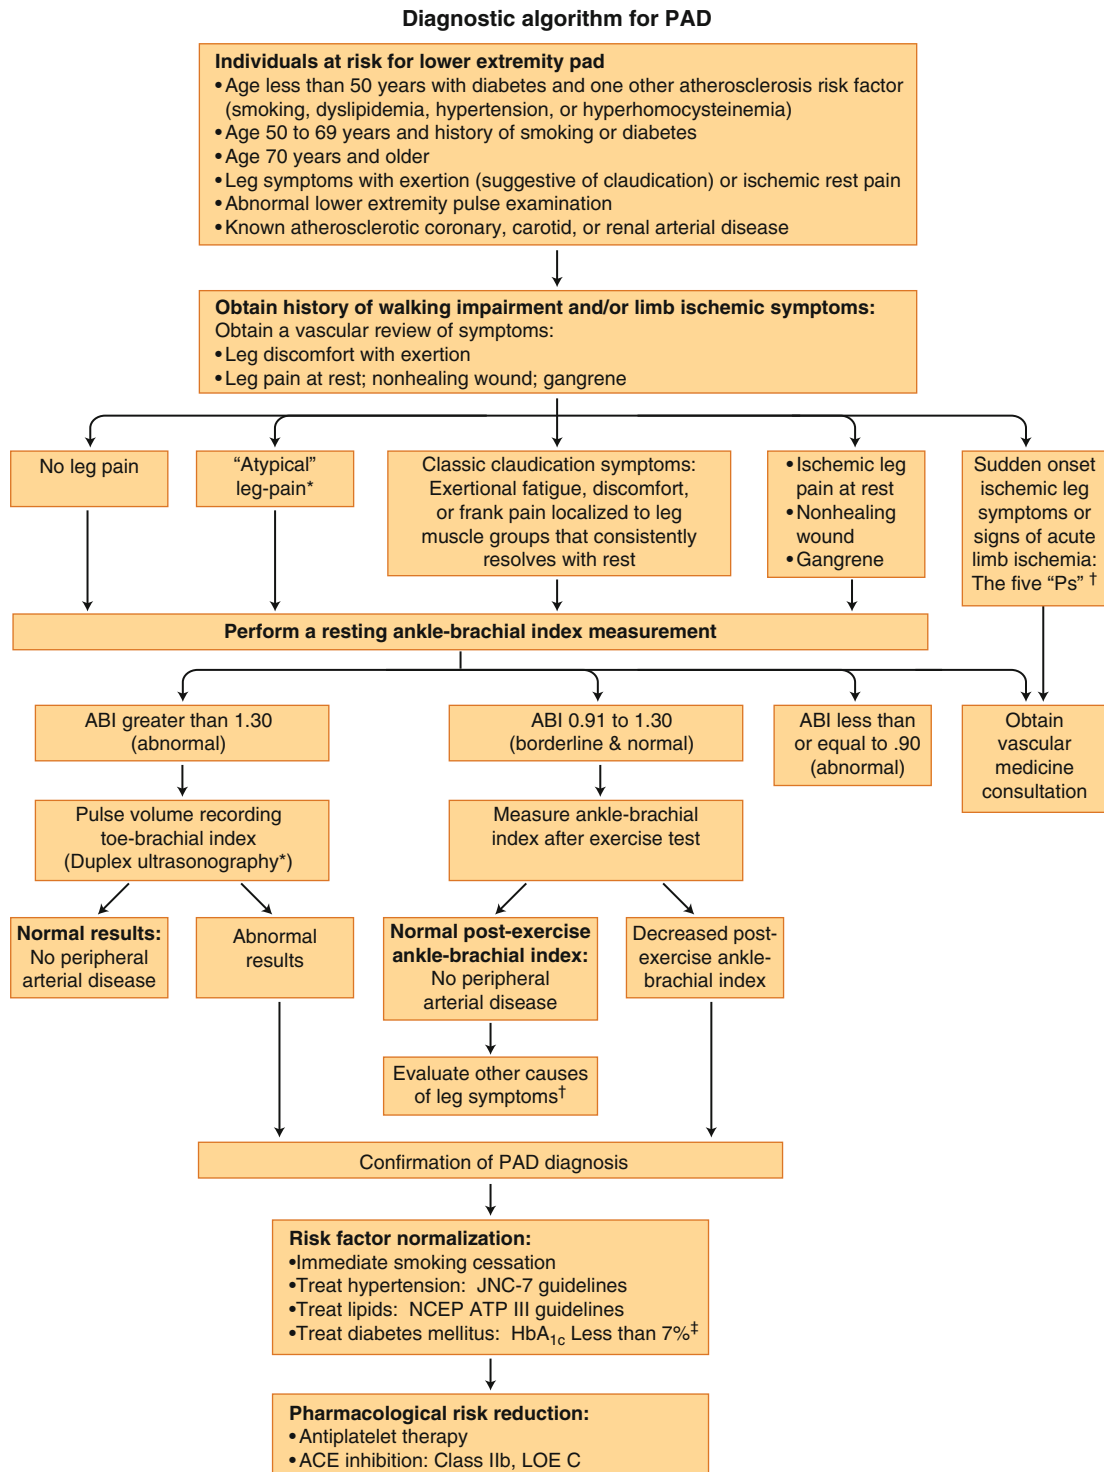 Diagnostic algorithm for PAD
Individuals at risk for lower extremity pad
•Age less than 50 years with diabetes and one other atherosclerosis risk factor
(smoking, dyslipidemia, hypertension, or hyperhomocysteinemia)
•Age 50 to 69 years and history of smoking or diabetes
•Age 70 years and older
•Leg symptoms with exertion (suggestive of claudication) or ischemic rest pain
•Abnormal lower extremity pulse examination
•Known atherosclerotic coronary, carotid, or renal arterial disease
Obtain history of walking impairment and/or limb ischemic symptoms:
Obtain a vascular review of symptoms:
•Leg discomfort with exertion
•Leg pain at rest; nonhealing wound; gangrene
No leg pain
“Atypical”
leg-pain*
Classic claudication symptoms:
Exertional fatigue, discomfort,
or frank pain localized to leg
muscle groups that consistently
resolves with rest
•Ischemic leg
pain at rest
•Nonhealing
wound
•Gangrene
Sudden onset
ischemic leg
symptoms or
signs of acute
limb ischemia:
The five “Ps” †
Perform a resting ankle-brachial index measurement
ABI greater than 1.30
(abnormal)
ABI 0.91 to 1.30
(borderline & normal)
ABI less than
or equal to .90
(abnormal)
Obtain
vascular
medicine
consultation
Pulse volume recording
toe-brachial index
(Duplex ultrasonography*)
Measure ankle-brachial
index after exercise test
Normal results:
No peripheral
arterial disease
Abnormal
results
Normal post-exercise
ankle-brachial index:
No peripheral
arterial disease
Decreased post-
exercise ankle-
brachial index
Evaluate other causes
of leg symptoms†
Confirmation of PAD diagnosis
Risk factor normalization:
•Immediate smoking cessation
•Treat hypertension: JNC-7 guidelines
•Treat lipids: NCEP ATP III guidelines
•Treat diabetes mellitus: HbA1c Less than 7%‡
Pharmacological risk reduction:
•Antiplatelet therapy
•ACE inhibition: Class IIb, LOE C